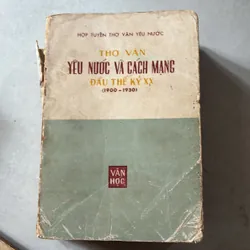 HỢP TUYỂN THƠ VĂN YÊU NƯỚC
THƠ VĂN
YÊU NƯỚC VÀ CÁCH MẠNG
ĐẦU THẾ KỶ XX
(1900-1930)
VĂN
HỌC